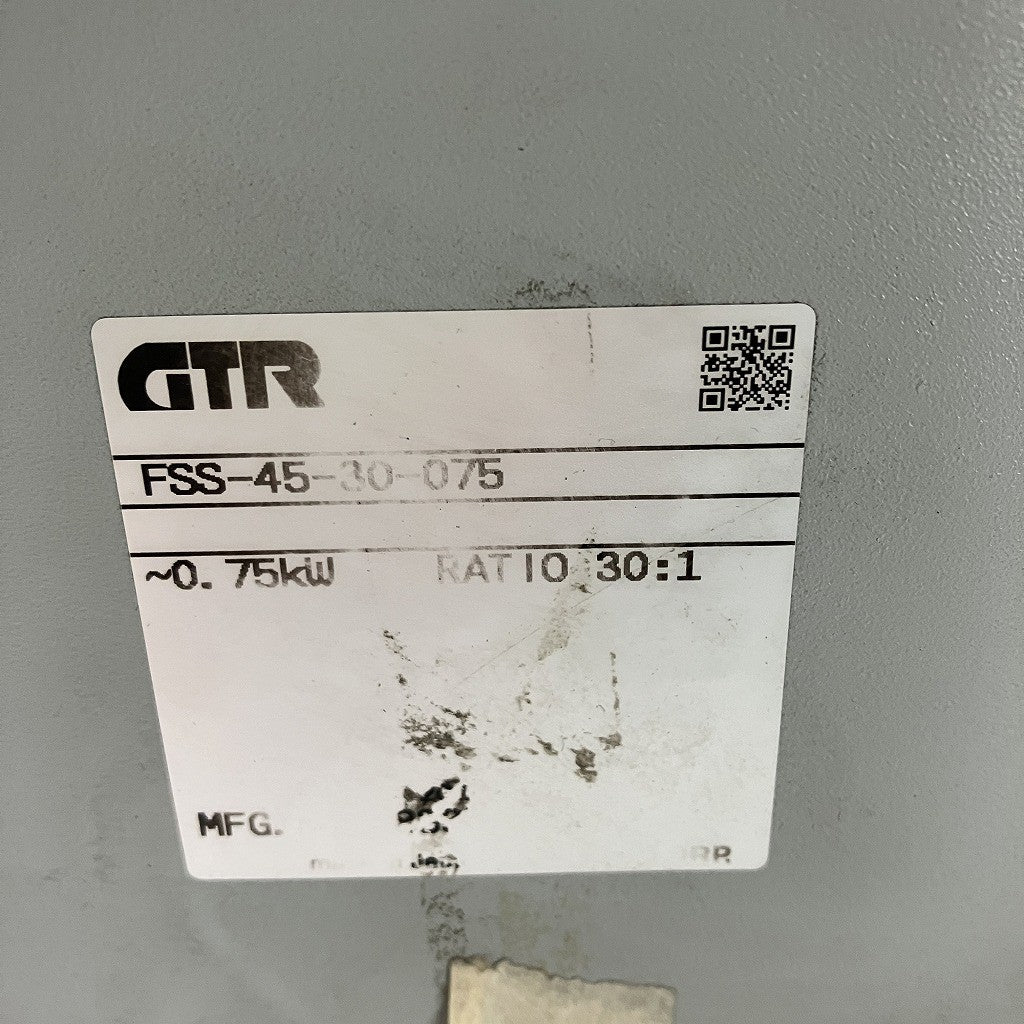 GTR
FSS-45-30-075
~0.75kW RATIO 30:1
MFG.